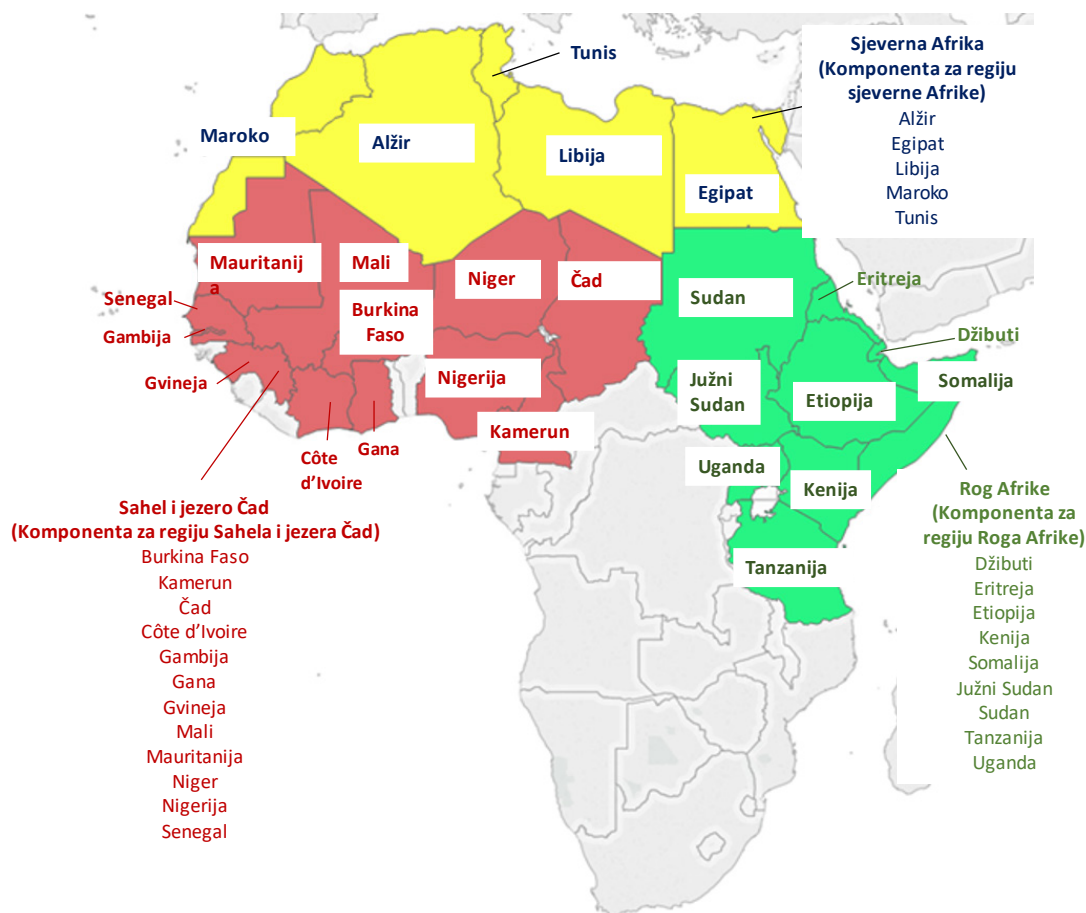 Tunis
Maroko
Alžir
Libija
Egipat
Sjeverna Afrika
(Komponenta za regiju
sjeverne Afrike)
Alžir
Egipat
Libija
Maroko
Tunis
Mauritanij
a
Mali
Niger
Čad
Burkina
Faso
Senegal
Gambija
Gvineja
Nigerija
Kamerun
Gana
Côte
d’Ivoire
Sudan
Eritreja
Džibuti
Južni
Sudan
Etiopija
Somalija
Uganda
Kenija
Tanzanija
Sahel i jezero Čad
(Komponenta za regiju Sahela i jezera Čad)
Burkina Faso
Kamerun
Čad
Côte d’Ivoire
Gambija
Gana
Gvineja
Mali
Mauritanija
Niger
Nigerija
Senegal
Rog Afrike
(Komponenta za
regiju Roga Afrike)
Džibuti
Eritreja
Etiopija
Kenija
Somalija
Južni Sudan
Sudan
Tanzanija
Uganda